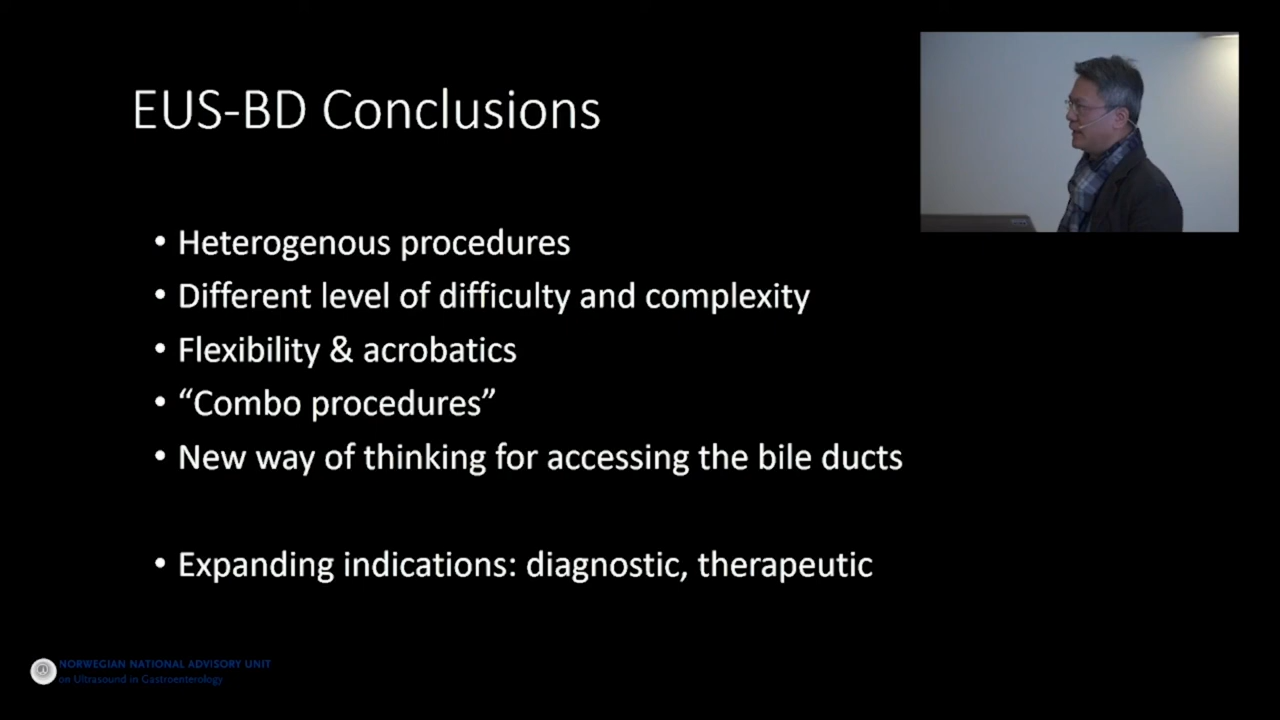 EUS-BD Conclusions
• Heterogenous procedures
• Different level of difficulty and complexity
• Flexibility & acrobatics
• “Combo procedures”
• New way of thinking for accessing the bile ducts
• Expanding indications: diagnostic, therapeutic
NORWEGIAN NATIONAL ADVISORY UNIT
on Ultrasound in Gastroenterology